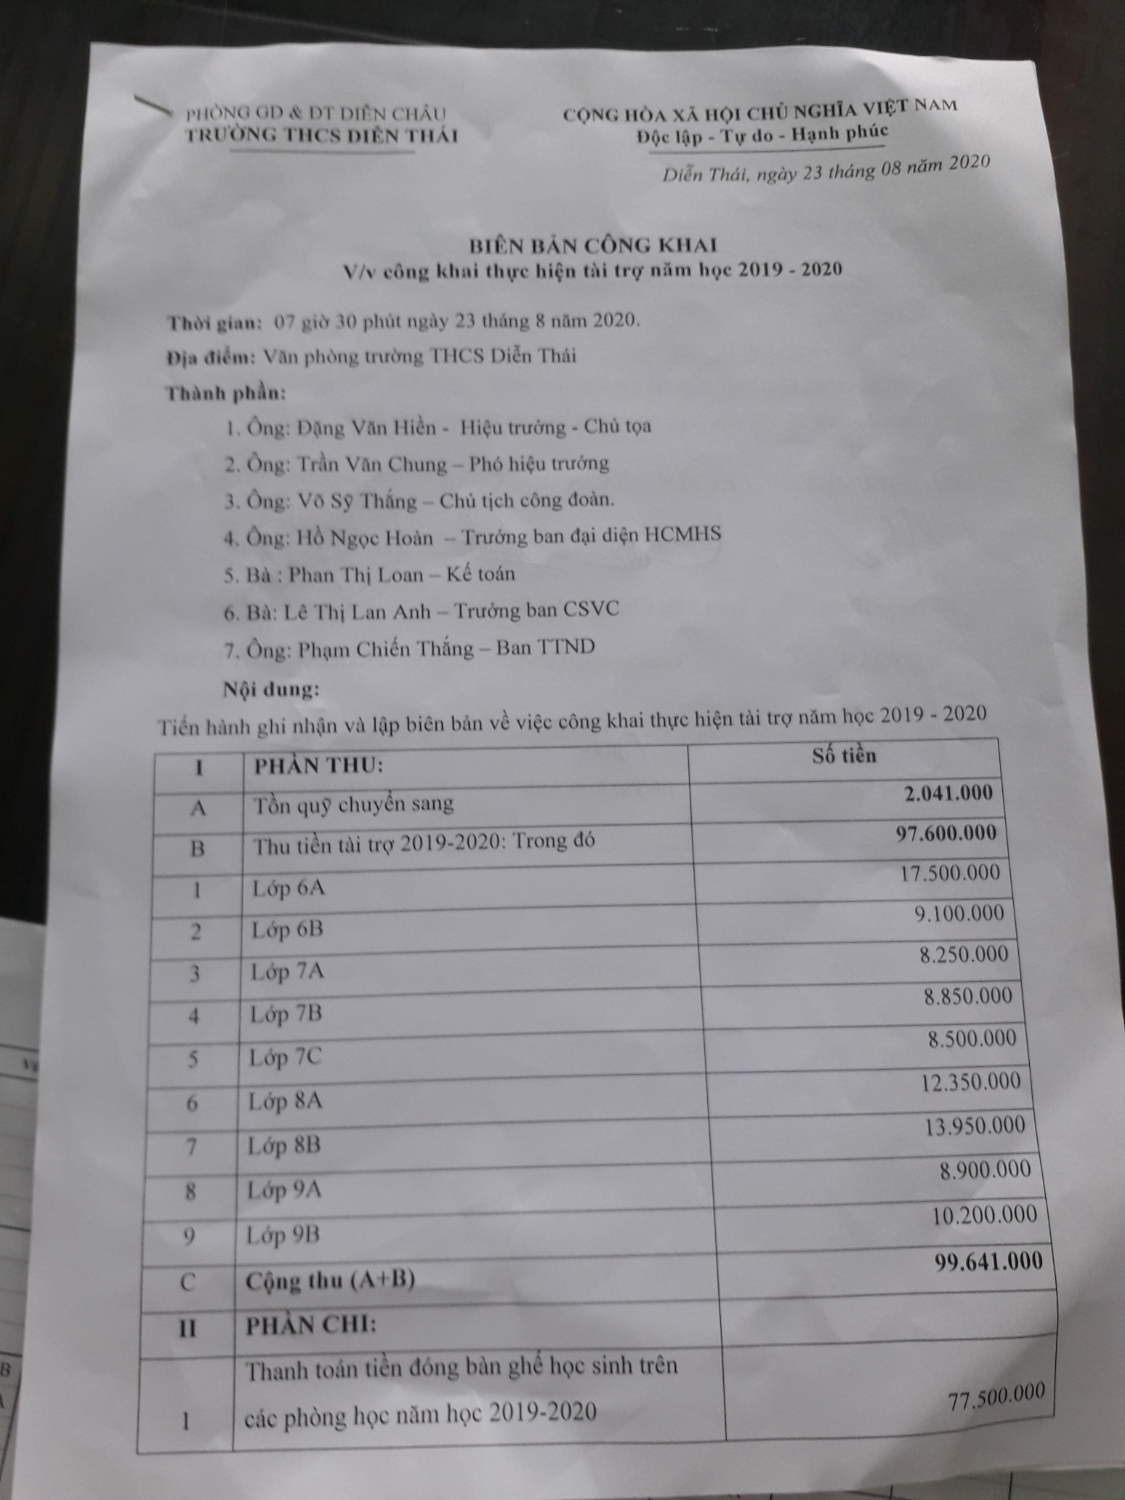 PHÒNG GD & ĐT DIỄN CHÂU
TRƯỜNG THCS DIỄN THÁI
CỘNG HÒA XÃ HỘI CHỦ NGHĨA VIỆT NAM
Độc lập - Tự do - Hạnh phúc
Diễn Thái, ngày 23 tháng 08 năm 2020
BIÊN BẢN CÔNG KHAI
V/v công khai thực hiện tài trợ năm học 2019 - 2020
Thời gian: 07 giờ 30 phút ngày 23 tháng 8 năm 2020.
Địa điểm: Văn phòng trường THCS Diễn Thái
Thành phần:
1. Ông: Đặng Văn Hiền - Hiệu trưởng - Chủ tọa
2. Ông: Trần Văn Chung – Phó hiệu trưởng
3. Ông: Võ Sỹ Thắng – Chủ tịch công đoàn.
4. Ông: Hồ Ngọc Hoàn – Trưởng ban đại diện HCMHS
5. Bà : Phan Thị Loan – Kế toán
6. Bà: Lê Thị Lan Anh – Trưởng ban CSVC
7. Ông: Phạm Chiến Thắng – Ban TTND
Nội dung:
Tiến hành ghi nhận và lập biên bản về việc công khai thực hiện tài trợ năm học 2019 - 2020
I PHẦN THU: Số tiền
A Tồn quỹ chuyển sang 2.041.000
B Thu tiền tài trợ 2019-2020: Trong đó 97.600.000
1 Lớp 6A 17.500.000
2 Lớp 6B 9.100.000
3 Lớp 7A 8.250.000
4 Lớp 7B 8.850.000
5 Lớp 7C 8.500.000
6 Lớp 8A 12.350.000
7 Lớp 8B 13.950.000
8 Lớp 9A 8.900.000
9 Lớp 9B 10.200.000
C Cộng thu (A+B) 99.641.000
II PHẦN CHI:
Thanh toán tiền đóng bàn ghế học sinh trên
1 các phòng học năm học 2019-2020 77.500.000